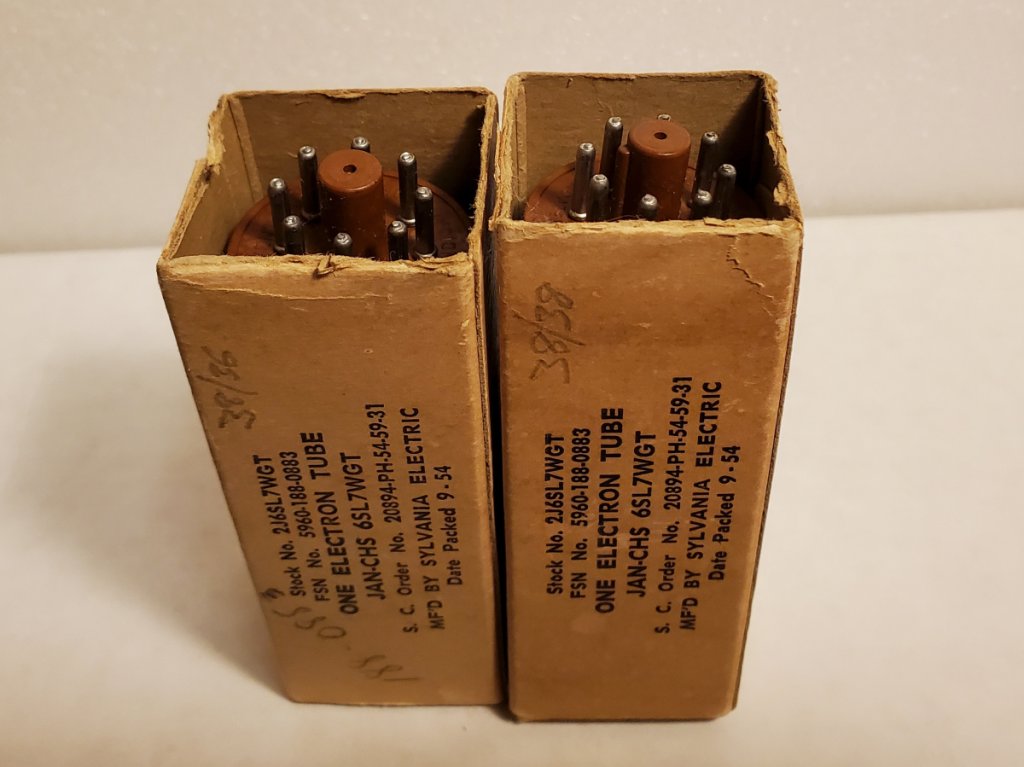 38/36
Stock No. 2J6SL7WGT
FSN No. 5960-188-0883
ONE ELECTRON TUBE
JAN-CHS 6SL7WGT
S. C. Order No. 20894-PH-54-59-31
MF'D BY SYLVANIA ELECTRIC
Date Packed 9-54
38/38
Stock No. 2J6SL7WGT
FSN No. 5960-188-0883
ONE ELECTRON TUBE
JAN-CHS 6SL7WGT
S. C. Order No. 20894-PH-54-59-31
MF'D BY SYLVANIA ELECTRIC
Date Packed 9-54